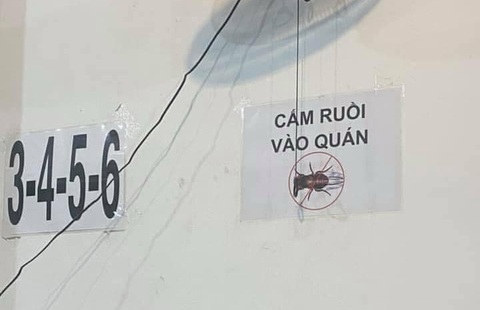 3-4-5-6
CẤM RUỒI
VÀO QUÁN